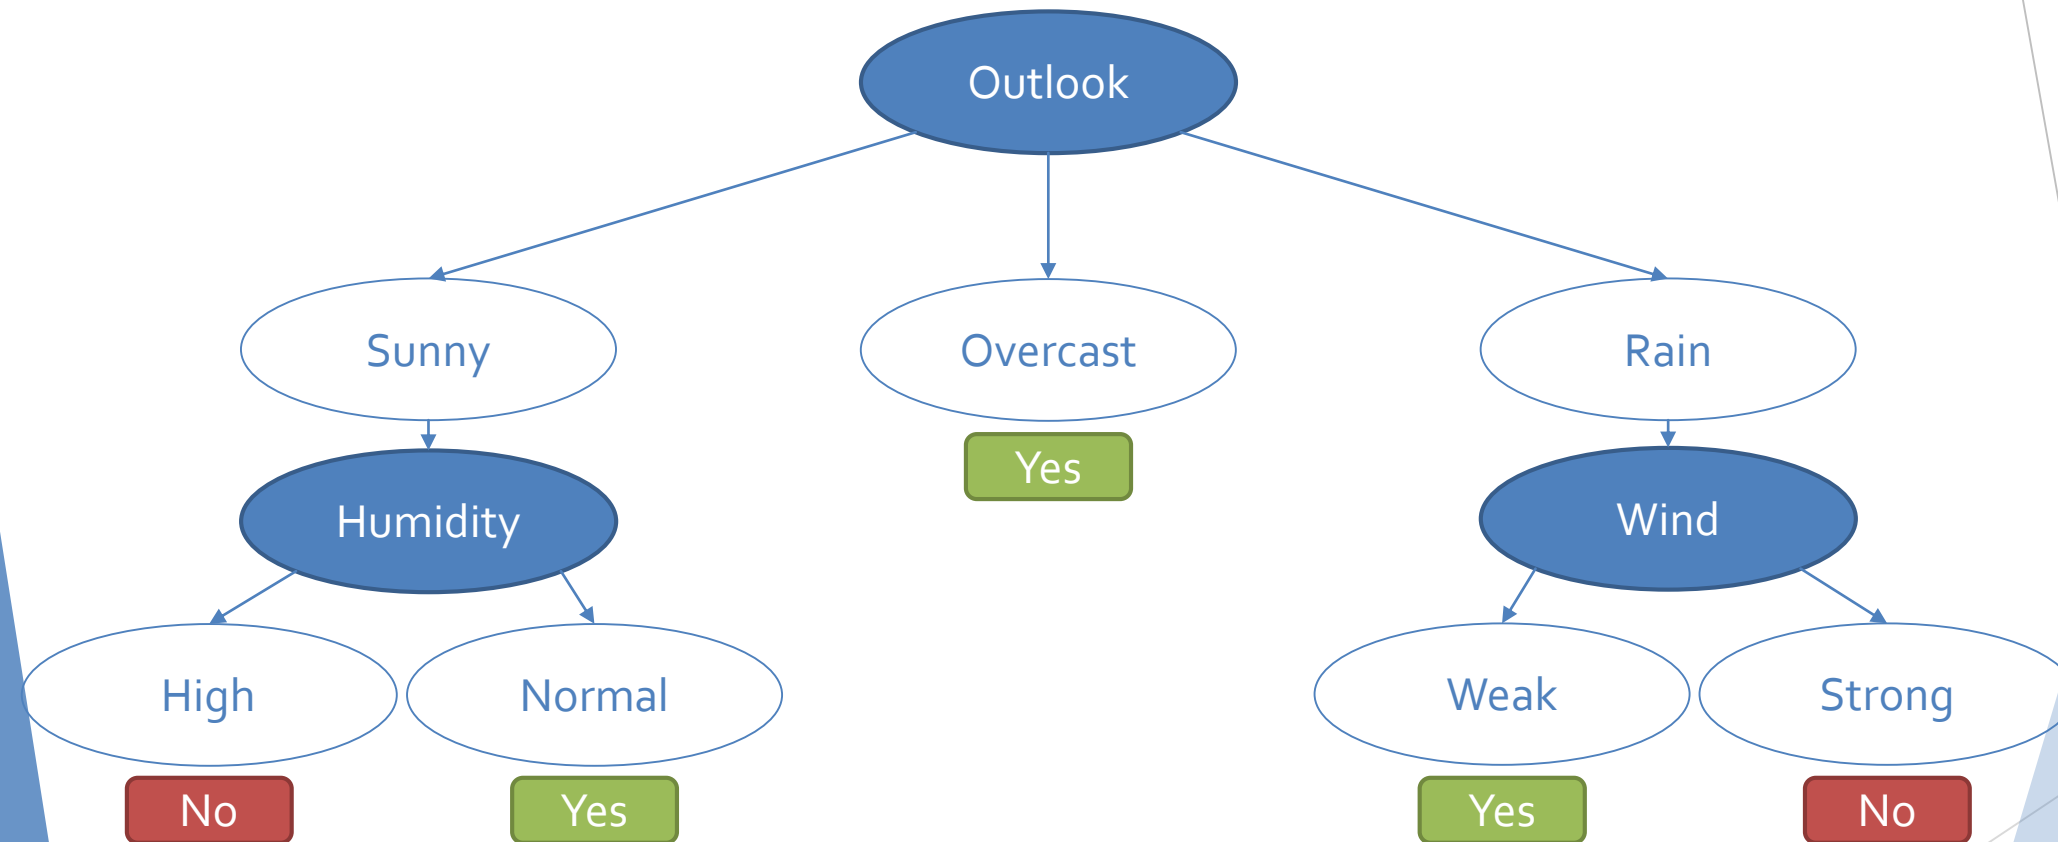 Outlook
Sunny
Overcast
Rain
Yes
Humidity
Wind
High
Normal
Weak
Strong
No
Yes
Yes
No